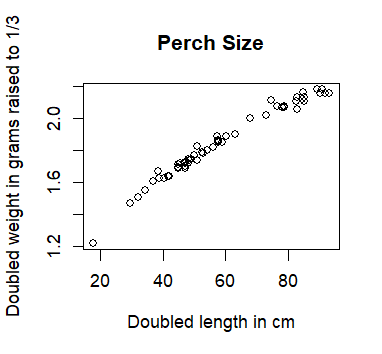 Perch Size
Doubled weight in grams raised to 1/3
2.0
1.6
1.2
20 40 60 80
Doubled length in cm